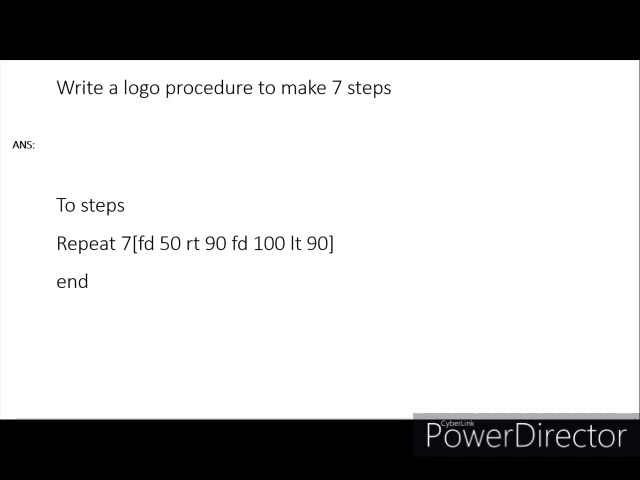 Write a logo procedure to make 7 steps
ANS:
To steps
Repeat 7[fd 50 rt 90 fd 100 lt 90]
end
CyberLink
PowerDirector